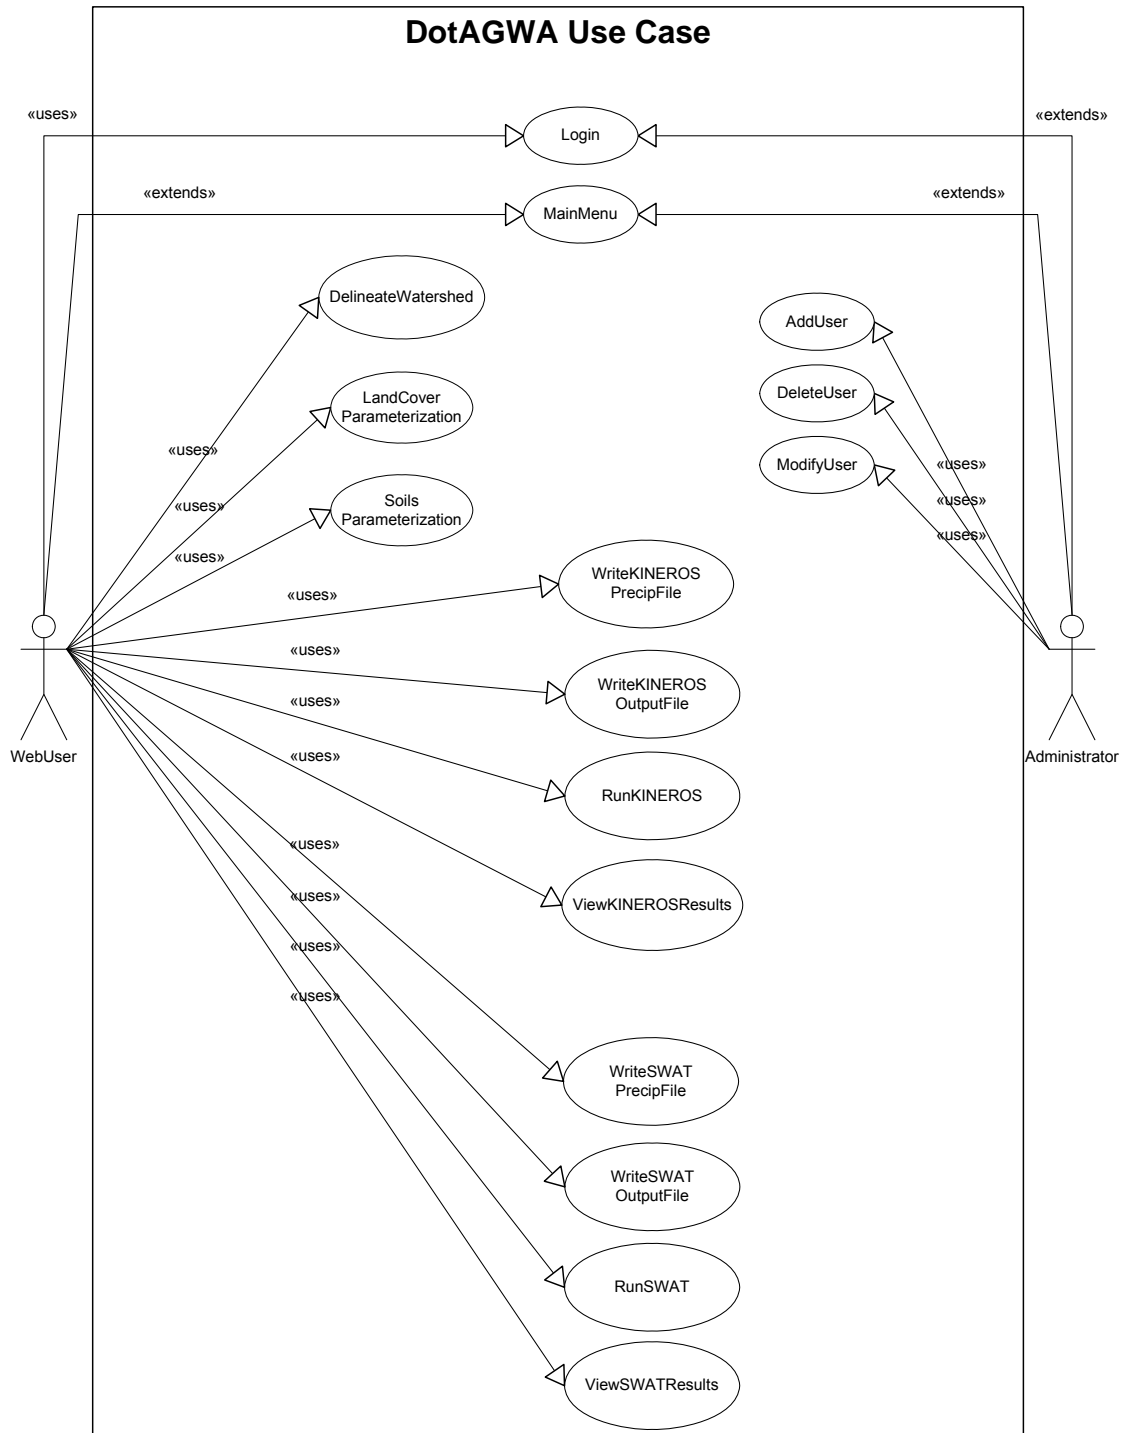 DotAGWA Use Case
«uses»
«extends»
Login
«extends»
«extends»
MainMenu
DelineateWatershed
AddUser
LandCover
Parameterization
DeleteUser
«uses»
ModifyUser
«uses»
Soils
Parameterization
«uses»
«uses»
«uses»
«uses»
WriteKINEROS
PrecipFile
«uses»
«uses»
WriteKINEROS
OutputFile
«uses»
WebUser
Administrator
«uses»
RunKINEROS
«uses»
ViewKINEROSResults
«uses»
«uses»
«uses»
WriteSWAT
PrecipFile
WriteSWAT
OutputFile
RunSWAT
ViewSWATResults